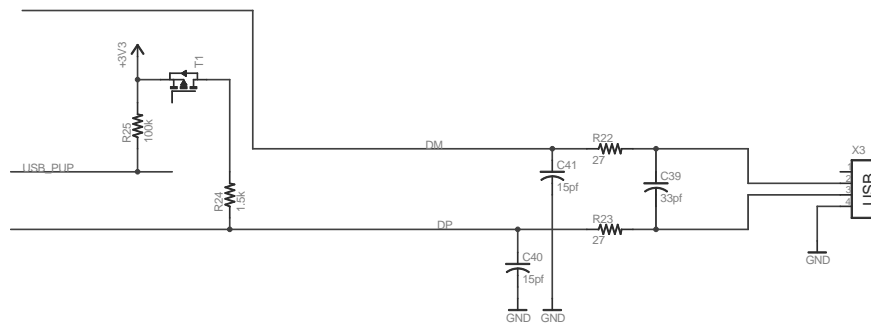 +3V3
T1
R25
100k
USB_PUP
R24
1.5k
DM
DP
C41
15pf
C40
15pf
GND
GND
R22
27
R23
27
C39
33pf
X3
1
2
3
4
USB
GND